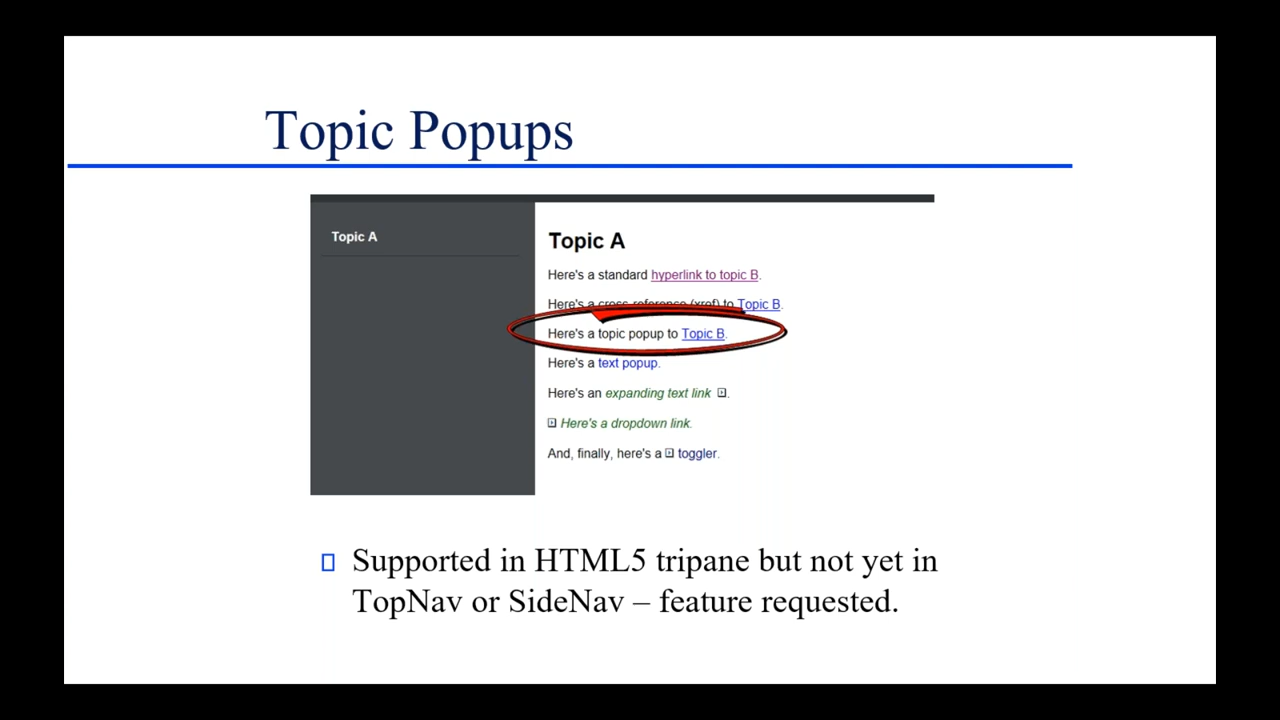 Topic Popups
Topic A
Topic A
Here's a standard hyperlink to topic B.
Here's a cross-reference (xref) to Topic B.
Here's a topic popup to Topic B.
Here's a text popup.
Here's an expanding text link .
Here's a dropdown link.
And, finally, here's a toggler.
Supported in HTML5 tripane but not yet in
TopNav or SideNav – feature requested.